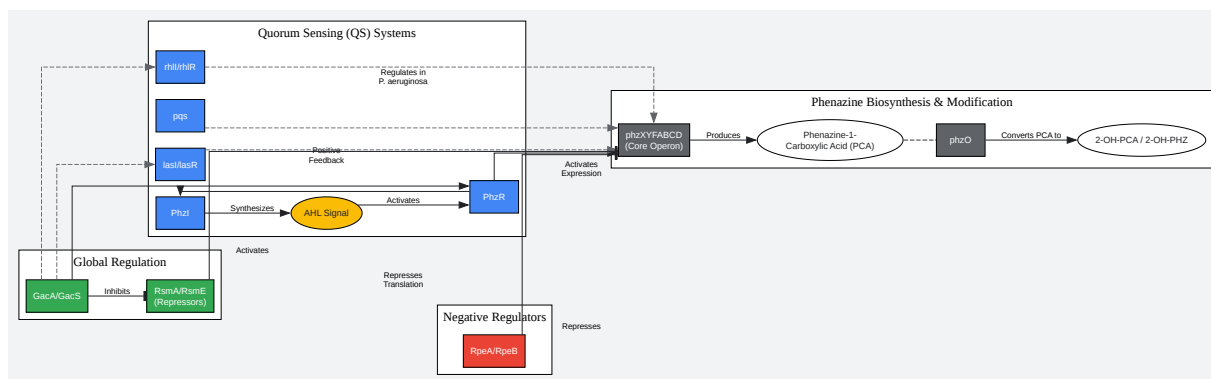 Quorum Sensing (QS) Systems
rhlI/rhlR
Regulates in
P. aeruginosa
pqs
lasI/lasR
Positive
Feedback
PhzI
Synthesizes
AHL Signal
Activates
PhzR
Activates
Expression
Phenazine Biosynthesis & Modification
phzXYFABCD
(Core Operon)
Produces
Phenazine-1-
Carboxylic Acid (PCA)
phzO
Converts PCA to
2-OH-PCA / 2-OH-PHZ
Activates
Global Regulation
GacA/GacS
Inhibits
RsmA/RsmE
(Repressors)
Represses
Translation
Negative Regulators
RpeA/RpeB
Represses